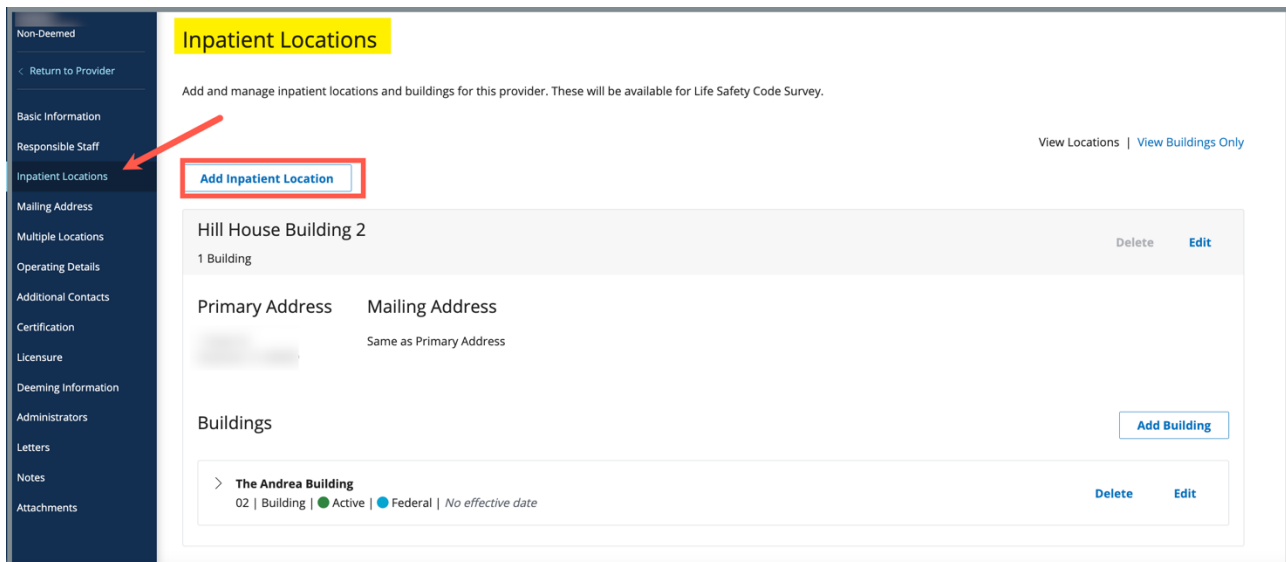 Non-Deemed
< Return to Provider
Basic Information
Responsible Staff
Inpatient Locations
Mailing Address
Multiple Locations
Operating Details
Additional Contacts
Certification
Licensure
Deeming Information
Administrators
Letters
Notes
Attachments
Inpatient Locations
Add and manage inpatient locations and buildings for this provider. These will be available for Life Safety Code Survey.
View Locations | View Buildings Only
Add Inpatient Location
Hill House Building 2
1 Building
Delete Edit
Primary Address
Mailing Address
Same as Primary Address
Buildings
Add Building
The Andrea Building
02 | Building | Active | Federal | No effective date
Delete Edit